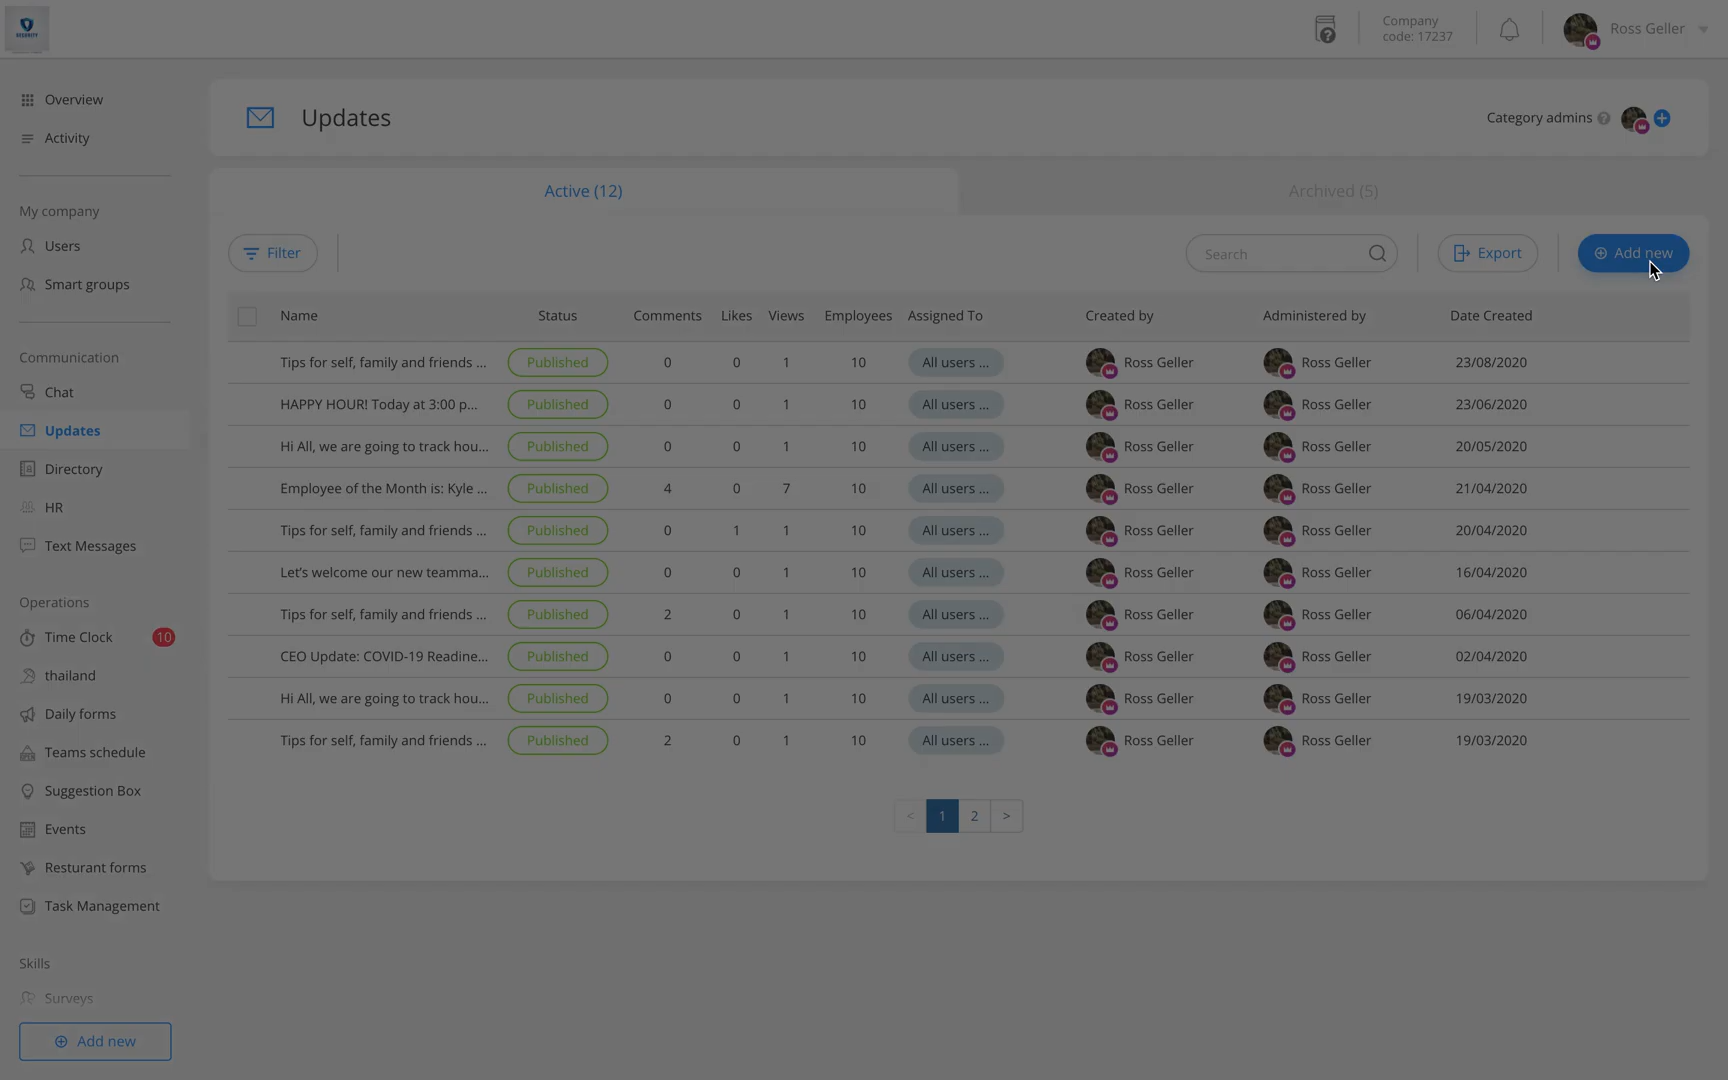 SECURITY
Company
code: 17237
Ross Geller
Overview
Activity
My company
Users
Smart groups
Communication
Chat
Updates
Directory
HR
Text Messages
Operations
Time Clock 10
thailand
Daily forms
Teams schedule
Suggestion Box
Events
Resturant forms
Task Management
Skills
Surveys
Add new
Updates
Category admins ?
Active (12) Archived (5)
Filter Search Export Add new
Name Status Comments Likes Views Employees Assigned To Created by Administered by Date Created
Tips for self, family and friends ... Published 0 0 1 10 All users ... Ross Geller Ross Geller 23/08/2020
HAPPY HOUR! Today at 3:00 p... Published 0 0 1 10 All users ... Ross Geller Ross Geller 23/06/2020
Hi All, we are going to track hou... Published 0 0 1 10 All users ... Ross Geller Ross Geller 20/05/2020
Employee of the Month is: Kyle ... Published 4 0 7 10 All users ... Ross Geller Ross Geller 21/04/2020
Tips for self, family and friends ... Published 0 1 1 10 All users ... Ross Geller Ross Geller 20/04/2020
Let's welcome our new teamma... Published 0 0 1 10 All users ... Ross Geller Ross Geller 16/04/2020
Tips for self, family and friends ... Published 2 0 1 10 All users ... Ross Geller Ross Geller 06/04/2020
CEO Update: COVID-19 Readine... Published 0 0 1 10 All users ... Ross Geller Ross Geller 02/04/2020
Hi All, we are going to track hou... Published 0 0 1 10 All users ... Ross Geller Ross Geller 19/03/2020
Tips for self, family and friends ... Published 2 0 1 10 All users ... Ross Geller Ross Geller 19/03/2020
< 1 2 >